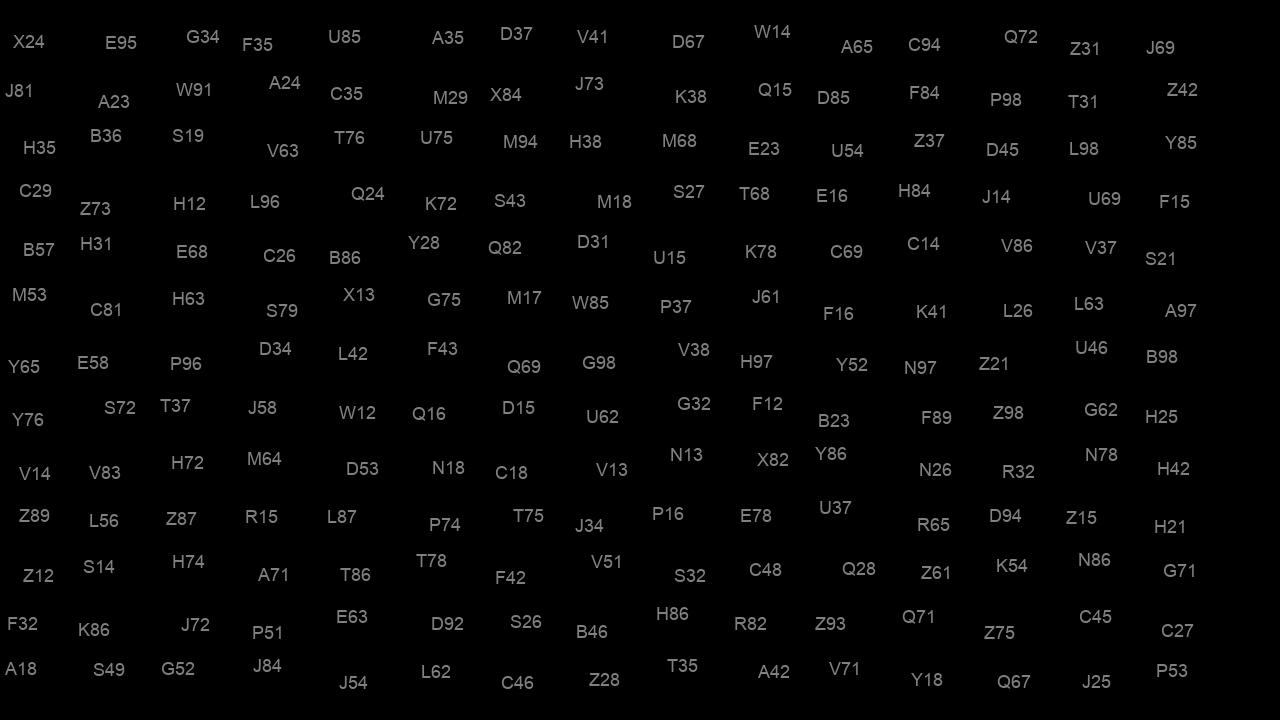 X24 E95 G34 F35 U85 A35 D37 V41 D67 W14 A65 C94 Q72 Z31 J69
J81 A23 W91 A24 C35 M29 X84 J73 K38 Q15 D85 F84 P98 T31 Z42
H35 B36 S19 V63 T76 U75 M94 H38 M68 E23 U54 Z37 D45 L98 Y85
C29 Z73 H12 L96 Q24 K72 S43 M18 S27 T68 E16 H84 J14 U69 F15
B57 H31 E68 C26 B86 Y28 Q82 D31 U15 K78 C69 C14 V86 V37 S21
M53 C81 H63 S79 X13 G75 M17 W85 P37 J61 F16 K41 L26 L63 A97
Y65 E58 P96 D34 L42 F43 Q69 G98 V38 H97 Y52 N97 Z21 U46 B98
Y76 S72 T37 J58 W12 Q16 D15 U62 G32 F12 B23 F89 Z98 G62 H25
V14 V83 H72 M64 D53 N18 C18 V13 N13 X82 Y86 N26 R32 N78 H42
Z89 L56 Z87 R15 L87 P74 T75 J34 P16 E78 U37 R65 D94 Z15 H21
Z12 S14 H74 A71 T86 T78 F42 V51 S32 C48 Q28 Z61 K54 N86 G71
F32 K86 J72 P51 E63 D92 S26 B46 H86 R82 Z93 Q71 Z75 C45 C27
A18 S49 G52 J84 J54 L62 C46 Z28 T35 A42 V71 Y18 Q67 J25 P53